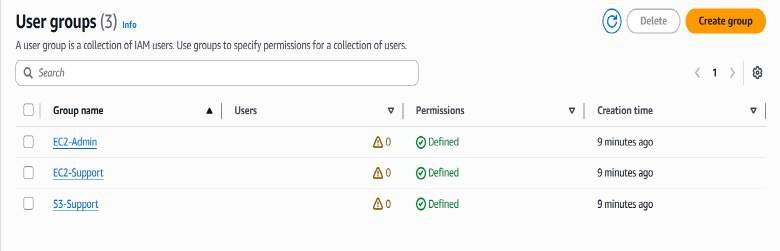 User groups (3) Info
Delete
Create group
A user group is a collection of IAM users. Use groups to specify permissions for a collection of users.
Search
1
Group name Users Permissions Creation time
EC2-Admin 0 Defined 9 minutes ago
EC2-Support 0 Defined 9 minutes ago
S3-Support 0 Defined 9 minutes ago